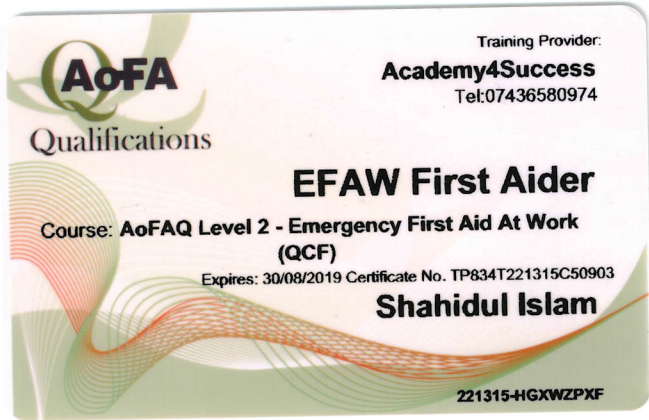 AoFA
Qualifications
Training Provider:
Academy4Success
Tel:07436580974
EFAW First Aider
Course: AoFAQ Level 2 - Emergency First Aid At Work
(QCF)
Expires: 30/08/2019 Certificate No. TP834T221315C50903
Shahidul Islam
221315-HGXWZPXF